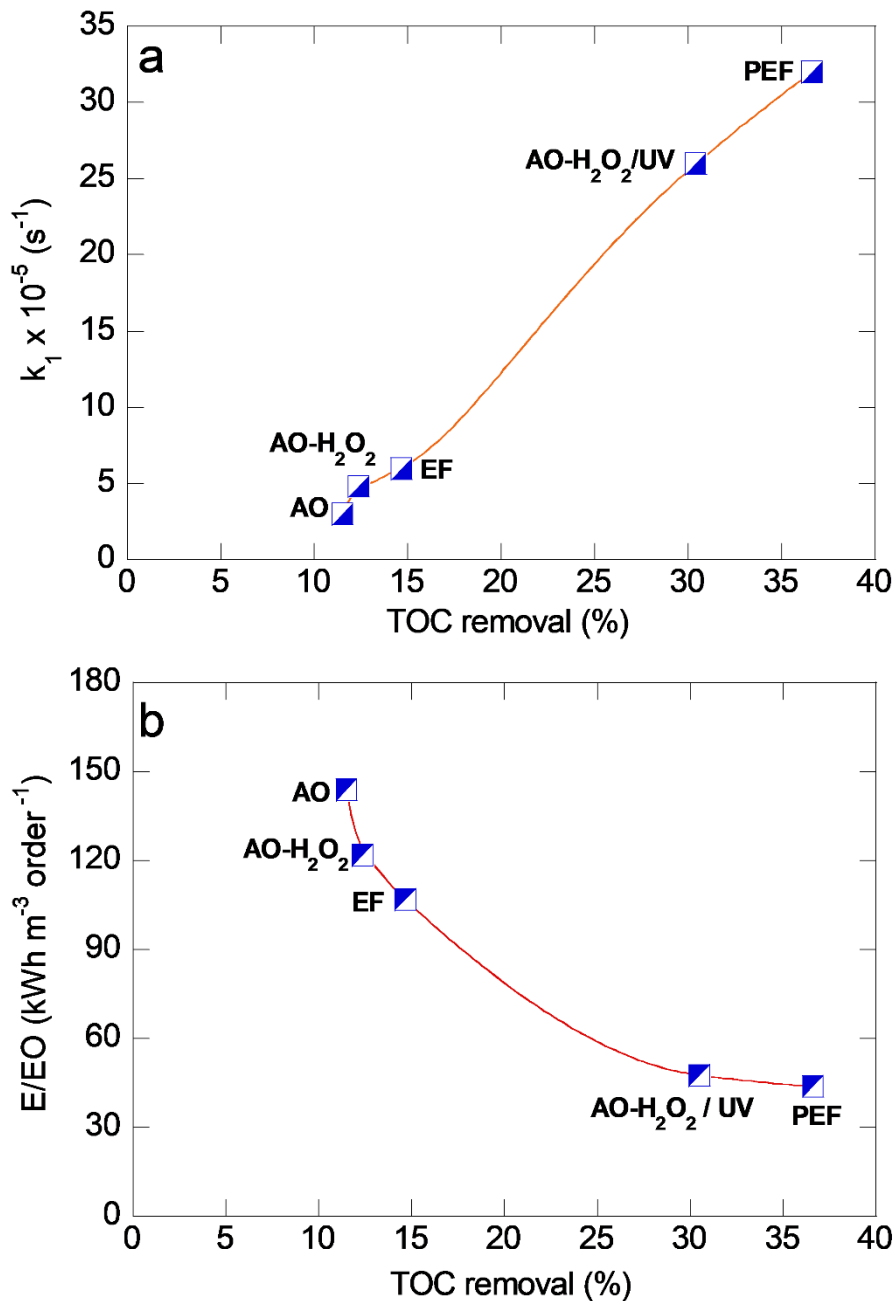 a
35
30
25
20
15
10
5
0
k₁ x 10⁻⁵ (s⁻¹)
PEF
AO-H₂O₂/UV
AO-H₂O₂
EF
AO
0 5 10 15 20 25 30 35 40
TOC removal (%)
b
180
150
120
90
60
30
0
E/EO (kWh m⁻³ order⁻¹)
AO
AO-H₂O₂
EF
AO-H₂O₂ / UV
PEF
0 5 10 15 20 25 30 35 40
TOC removal (%)